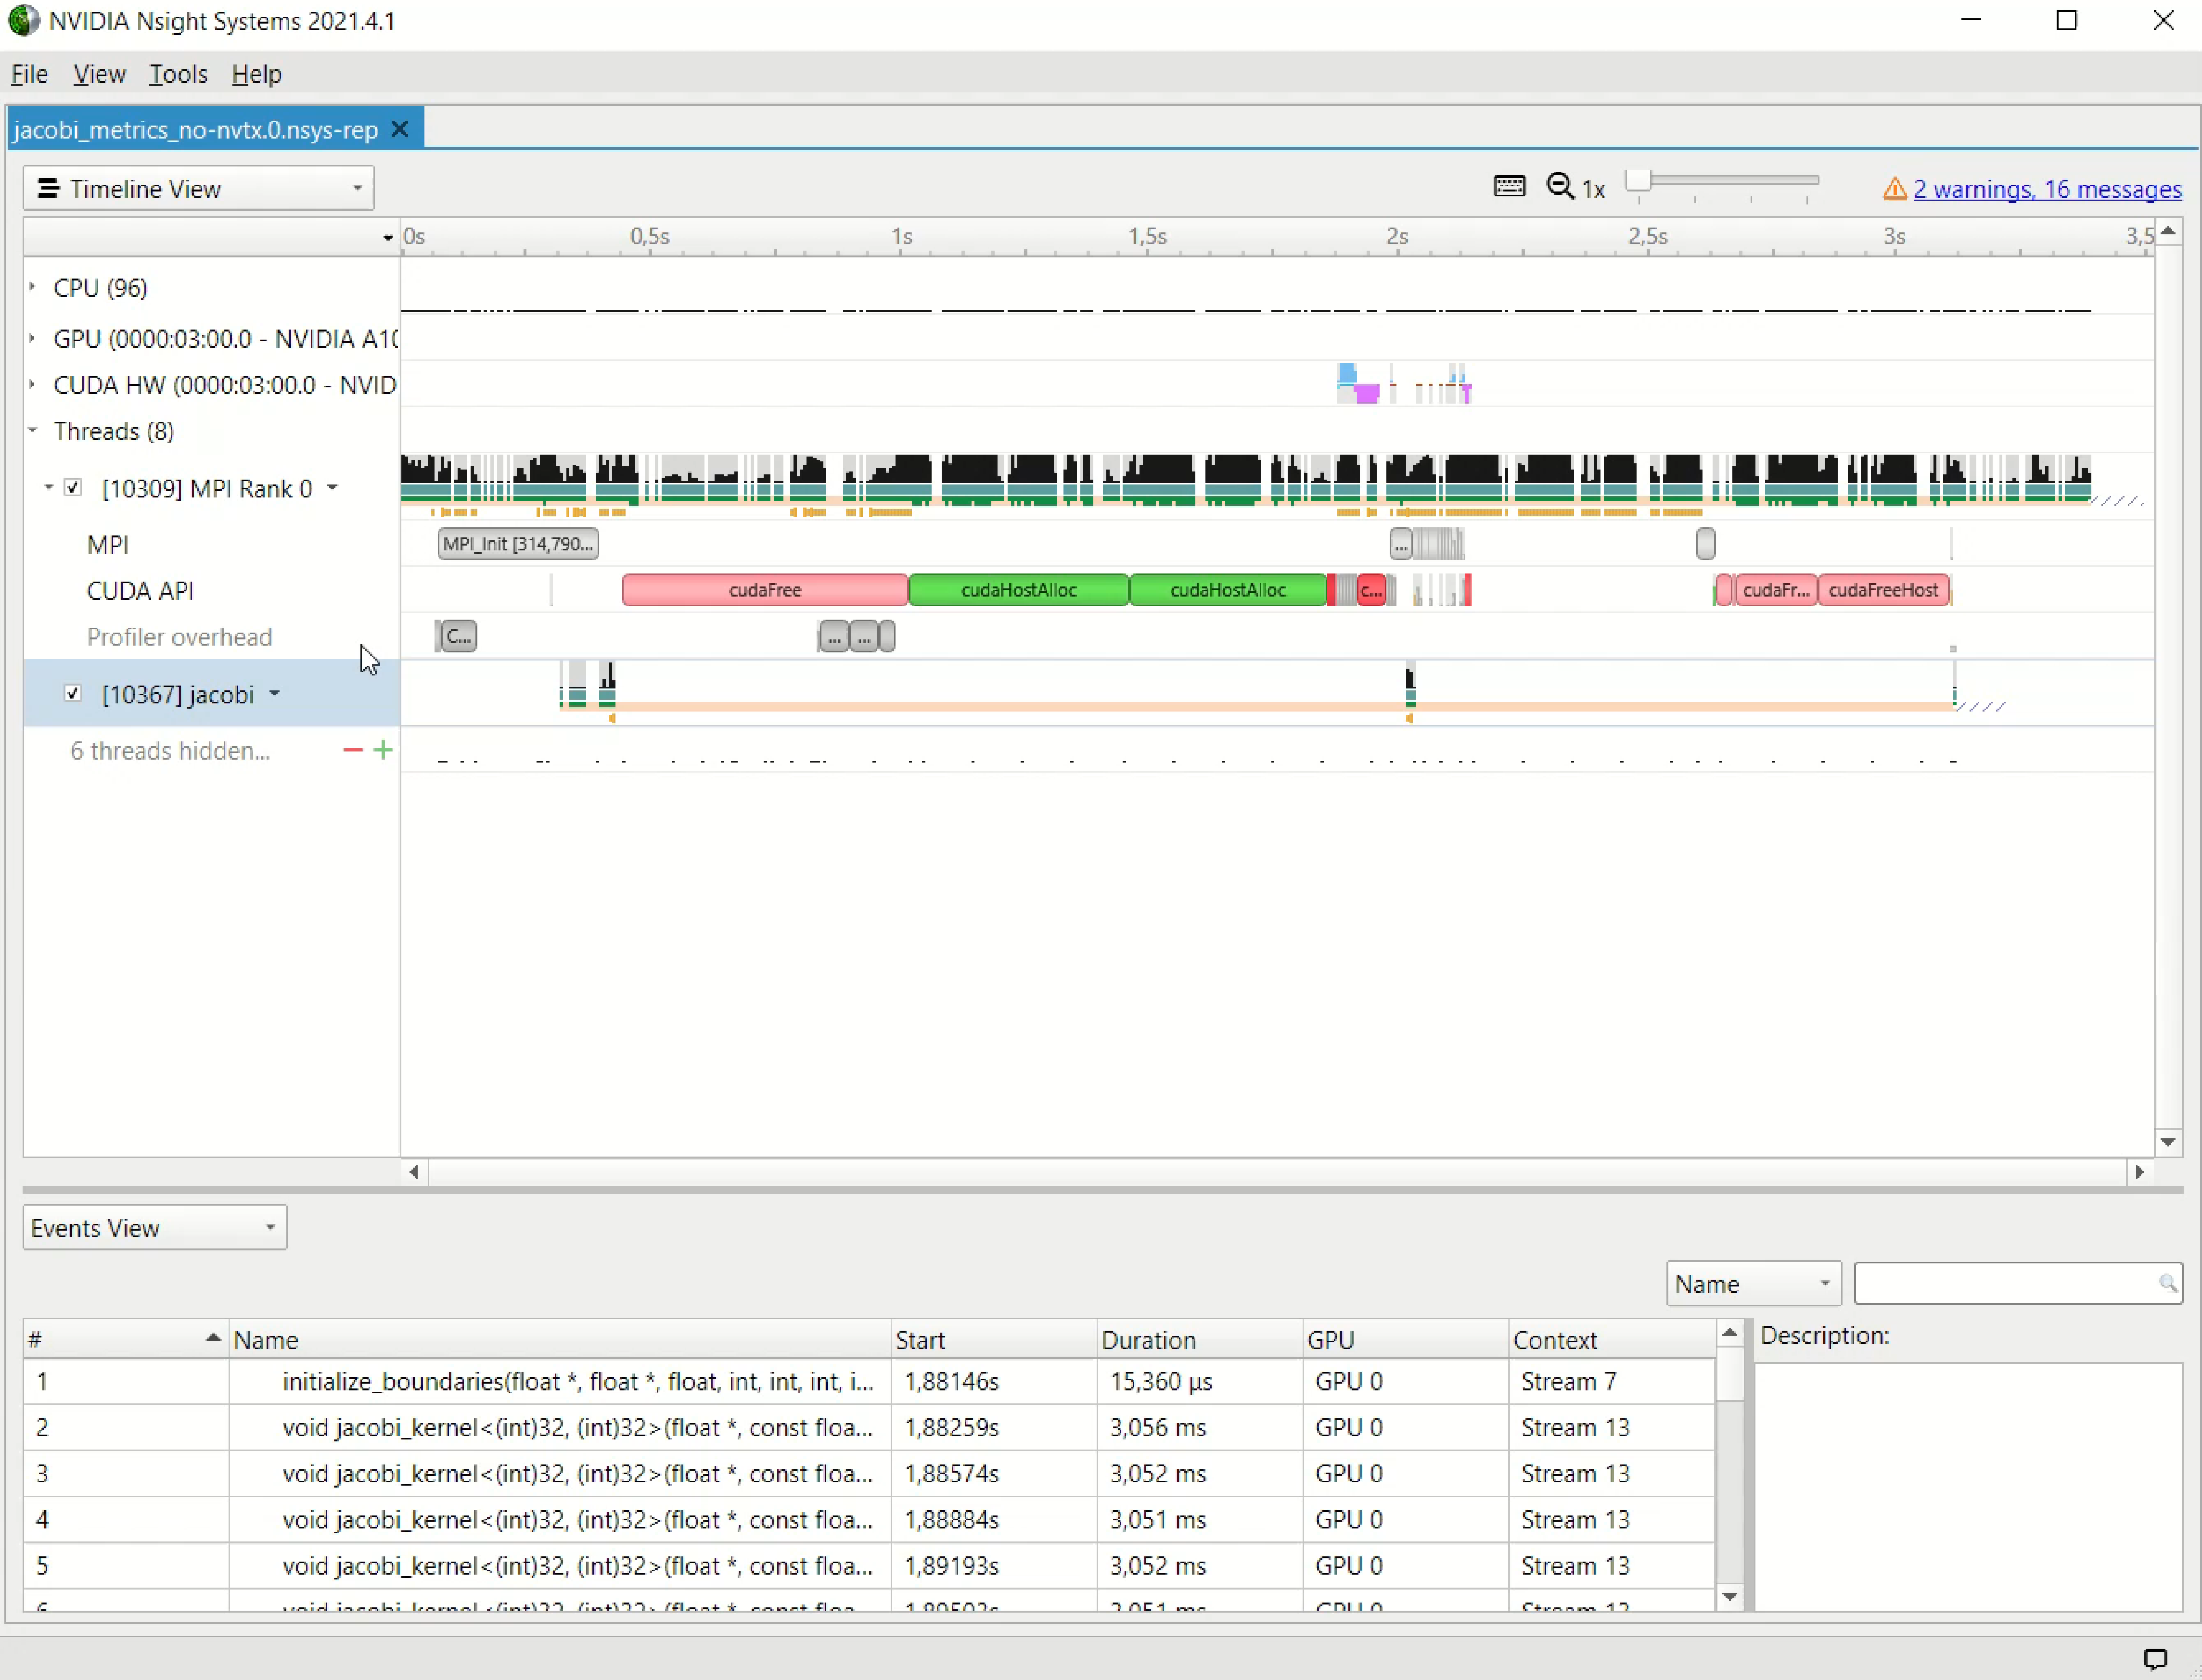 NVIDIA Nsight Systems 2021.4.1
File View Tools Help
jacobi_metrics_no-nvtx.0.nsys-rep
Timeline View
1x
2 warnings, 16 messages
0s 0,5s 1s 1,5s 2s 2,5s 3s 3,5
CPU (96)
GPU (0000:03:00.0 - NVIDIA A10
CUDA HW (0000:03:00.0 - NVID
Threads (8)
[10309] MPI Rank 0
MPI
MPI_Init [314,790... ...
CUDA API
cudaFree cudaHostAlloc cudaHostAlloc c... cudaFr... cudaFreeHost
Profiler overhead
C... ... ...
[10367] jacobi
6 threads hidden... − +
Events View
Name
# Name Start Duration GPU Context Description:
1 initialize_boundaries(float *, float *, float, int, int, int, i... 1,88146s 15,360 µs GPU 0 Stream 7
2 void jacobi_kernel<(int)32, (int)32>(float *, const floa... 1,88259s 3,056 ms GPU 0 Stream 13
3 void jacobi_kernel<(int)32, (int)32>(float *, const floa... 1,88574s 3,052 ms GPU 0 Stream 13
4 void jacobi_kernel<(int)32, (int)32>(float *, const floa... 1,88884s 3,051 ms GPU 0 Stream 13
5 void jacobi_kernel<(int)32, (int)32>(float *, const floa... 1,89193s 3,052 ms GPU 0 Stream 13